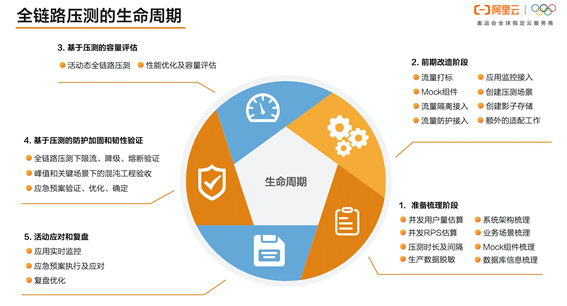 全链路压测的生命周期
阿里云
奥运会全球指定云服务商
3. 基于压测的容量评估
活动态全链路压测 性能优化及容量评估
2. 前期改造阶段
流量打标 应用监控接入
Mock组件 创建压测场景
流量隔离接入 创建影子存储
流量防护接入 额外的适配工作
4. 基于压测的防护加固和韧性验证
全链路压测下限流、降级、熔断验证
峰值和关键场景下的混沌工程验收
应急预案验证、优化、确定
生命周期
1. 准备梳理阶段
并发用户量估算 系统架构梳理
并发RPS估算 业务场景梳理
压测时长及间隔 Mock组件梳理
生产数据脱敏 数据库信息梳理
5. 活动应对和复盘
应用实时监控
应急预案执行及应对
复盘优化